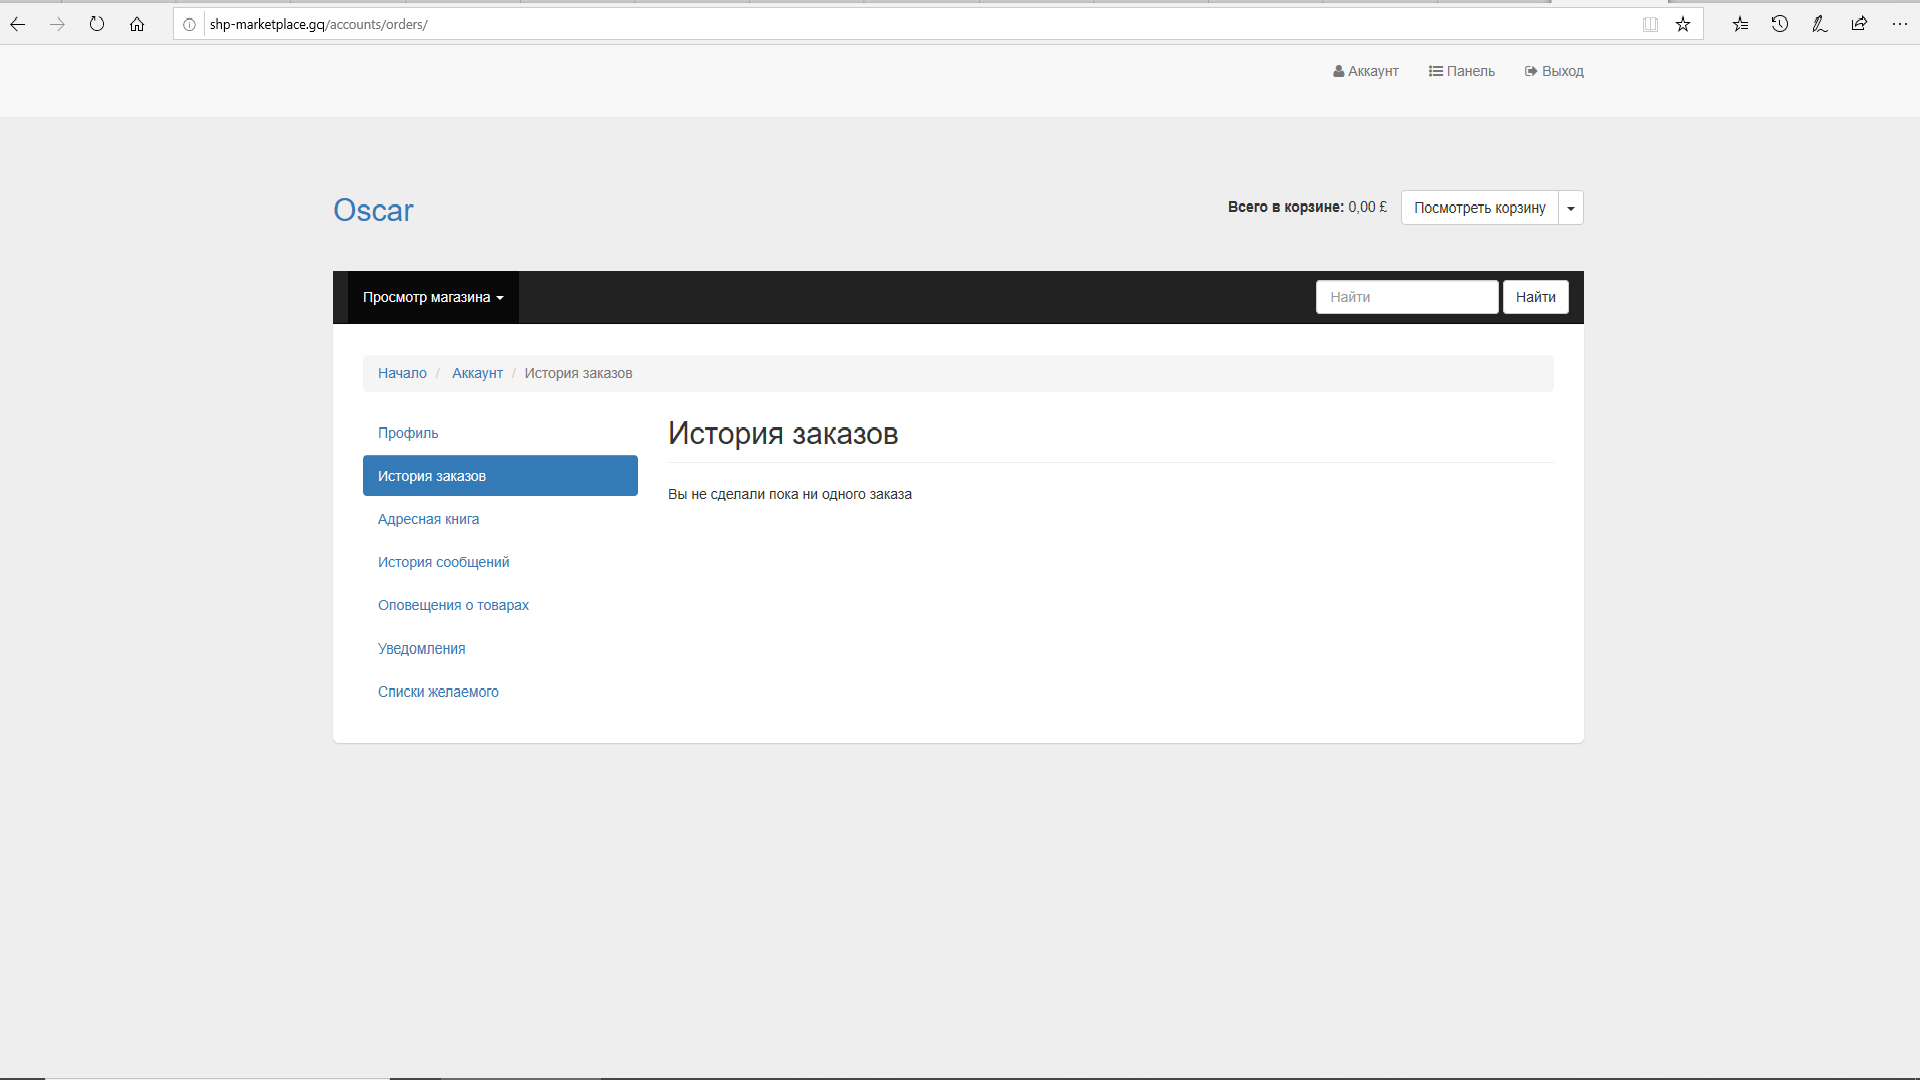 shp-marketplace.gq/accounts/orders/
Аккаунт Панель Выход
Oscar
Всего в корзине: 0,00 £ Посмотреть корзину
Просмотр магазина Найти Найти
Начало / Аккаунт / История заказов
Профиль
История заказов
Адресная книга
История сообщений
Оповещения о товарах
Уведомления
Списки желаемого
История заказов
Вы не сделали пока ни одного заказа